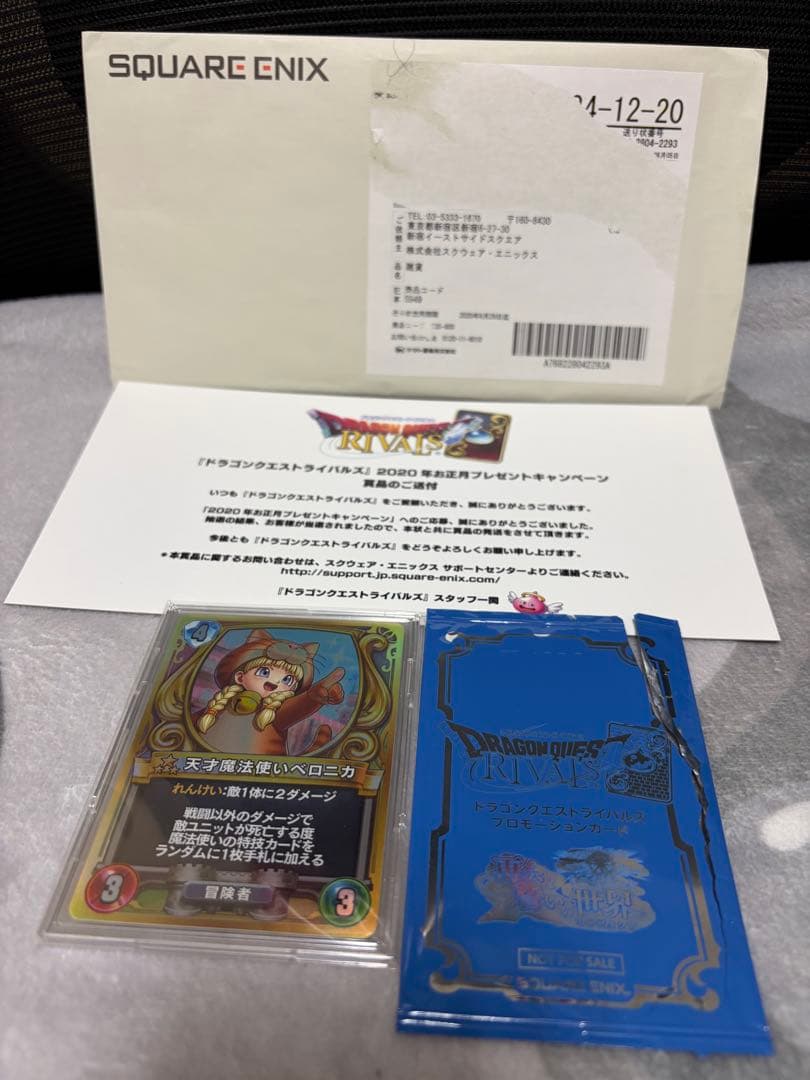 SQUARE ENIX
4-12-20
送り状番号
2904-2293
TEL:03-5333-1670 〒160-8430
東京都新宿区新宿6-27-30
新宿イーストサイドスクエア
株式会社スクウェア・エニックス
品名 雑貨
商品コード
A769229042293A
DRAGON QUEST
RIVALS
『ドラゴンクエストライバルズ』2020年お正月プレゼントキャンペーン
賞品のご送付
いつも『ドラゴンクエストライバルズ』をご愛顧いただき、誠にありがとうございます。
「2020年お正月プレゼントキャンペーン」へのご応募、誠にありがとうございました。
抽選の結果、お客様が当選されましたので、本状と共に賞品の発送をさせて頂きます。
今後とも『ドラゴンクエストライバルズ』をどうぞよろしくお願い申し上げます。
*本賞品に関するお問い合わせは、スクウェア・エニックス サポートセンターよりご連絡ください。
http://support.jp.square-enix.com/
『ドラゴンクエストライバルズ』スタッフ一同
4
天才魔法使いベロニカ
れんけい:敵1体に2ダメージ
戦闘以外のダメージで
敵ユニットが死亡する度
魔法使いの特技カードを
ランダムに1枚手札に加える
3
冒険者
3
DRAGON QUEST
RIVALS
ドラゴンクエストライバルズ
プロモーションカード
世界
NOT FOR SALE
SQUARE ENIX